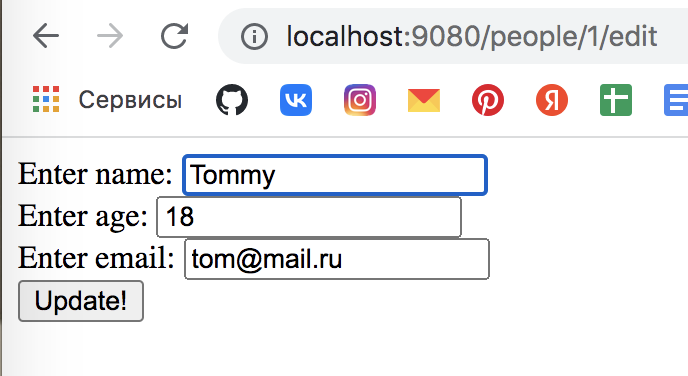 localhost:9080/people/1/edit
Сервисы
Enter name: Tommy
Enter age: 18
Enter email: tom@mail.ru
Update!